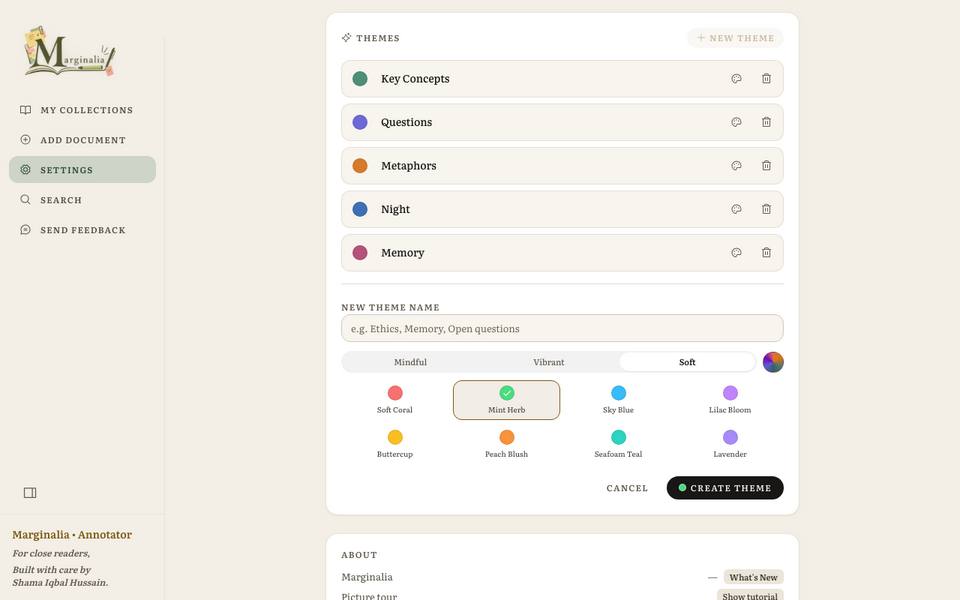 Marginalia
MY COLLECTIONS
ADD DOCUMENT
SETTINGS
SEARCH
SEND FEEDBACK
Marginalia • Annotator
For close readers,
Built with care by
Shama Iqbal Hussain.
THEMES
+ NEW THEME
Key Concepts
Questions
Metaphors
Night
Memory
NEW THEME NAME
e.g. Ethics, Memory, Open questions
Mindful Vibrant Soft
Soft Coral Mint Herb Sky Blue Lilac Bloom
Buttercup Peach Blush Seafoam Teal Lavender
CANCEL CREATE THEME
ABOUT
Marginalia — What's New
Picture tour Show tutorial